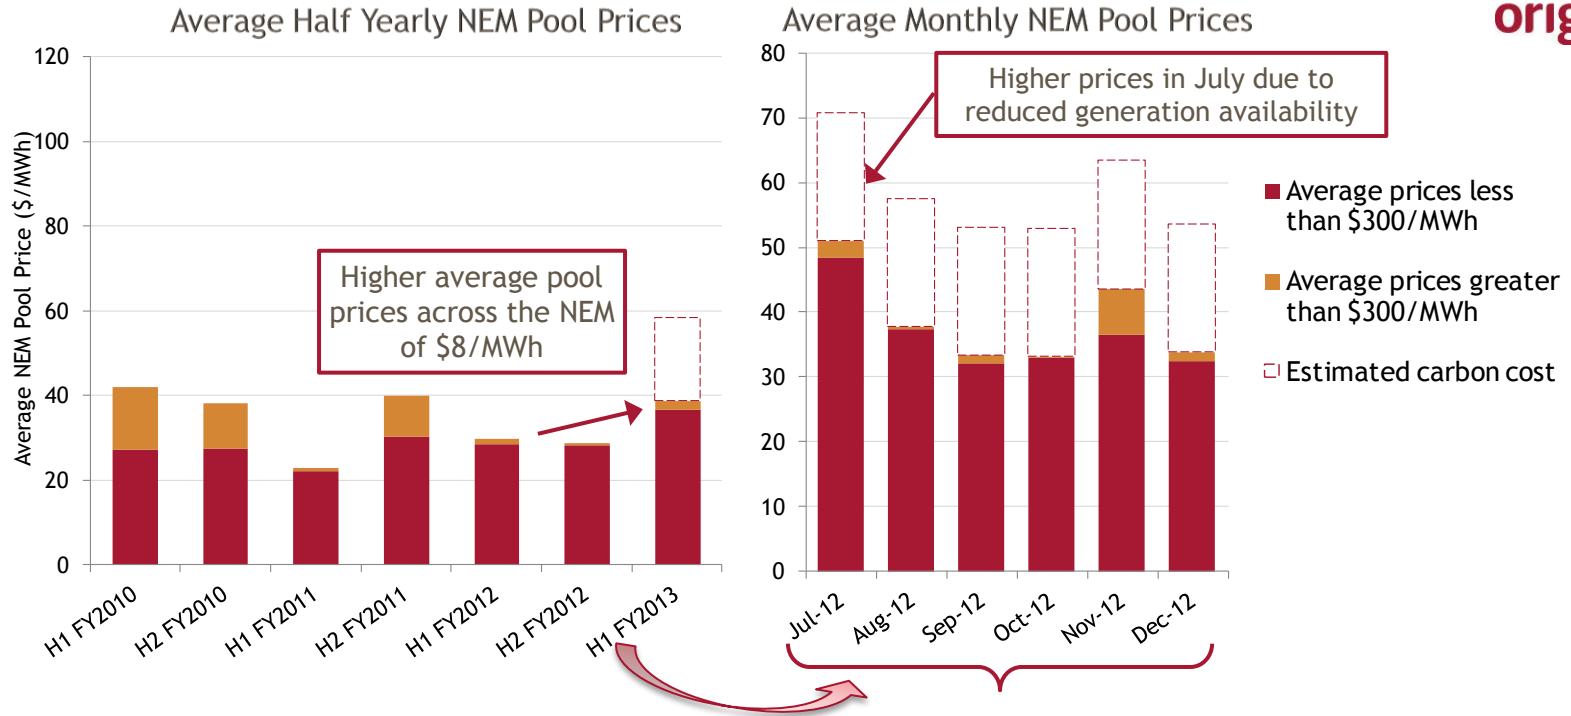 Average Half Yearly NEM Pool Prices
Average Monthly NEM Pool Prices
orig
Average NEM Pool Price ($/MWh)
120
100
80
60
40
20
0
Higher average pool
prices across the NEM
of $8/MWh
H1 FY2010
H2 FY2010
H1 FY2011
H2 FY2011
H1 FY2012
H2 FY2012
H1 FY2013
80
70
60
50
40
30
20
10
0
Higher prices in July due to
reduced generation availability
Jul-12
Aug-12
Sep-12
Oct-12
Nov-12
Dec-12
Average prices less
than $300/MWh
Average prices greater
than $300/MWh
Estimated carbon cost